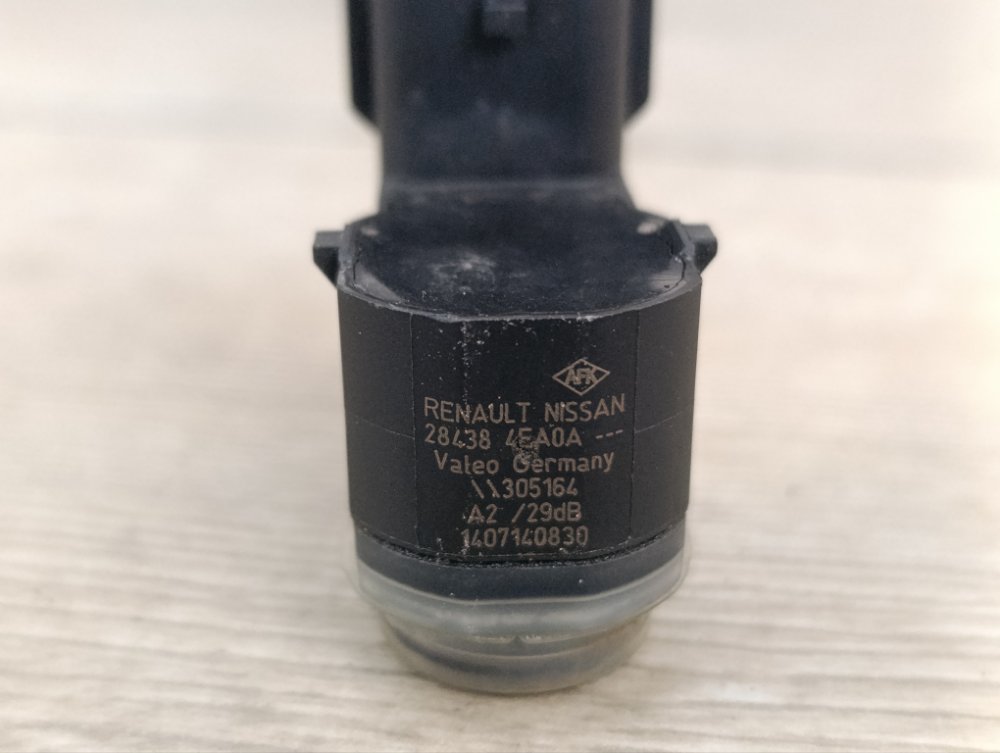 AFK
RENAULT NISSAN
28438 4EA0A ---
Valeo Germany
\\305164
A2 /29dB
1407140830